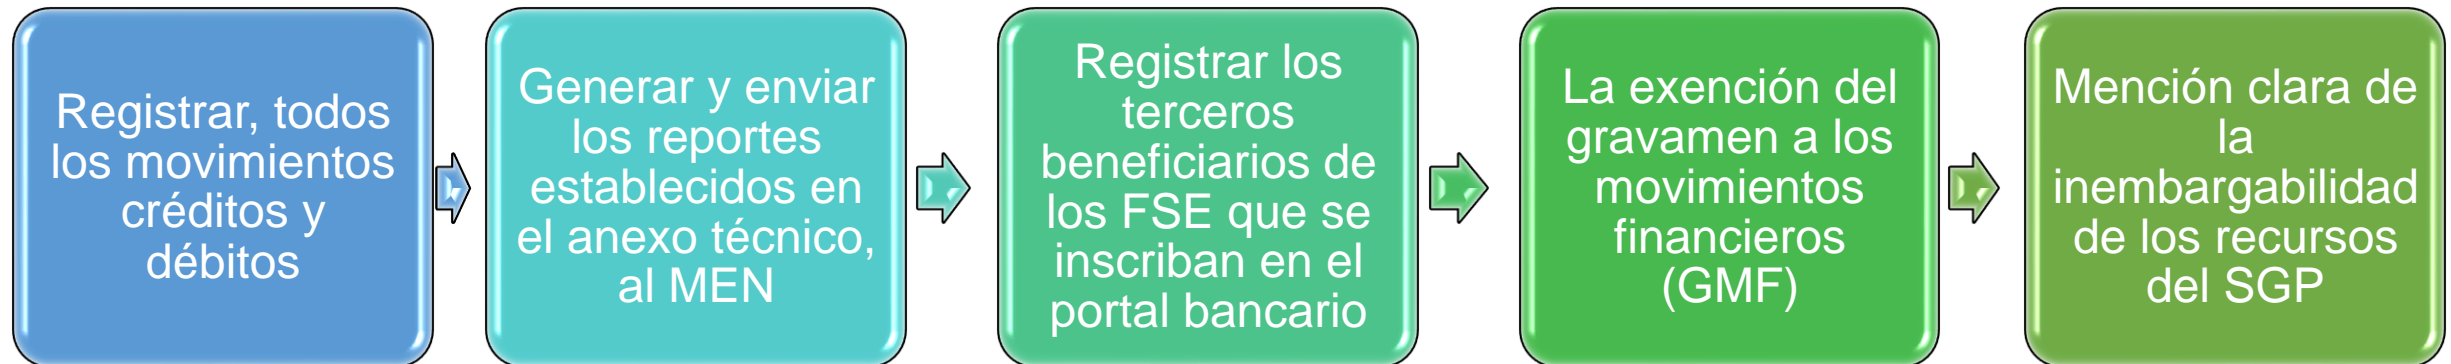 Registrar, todos
los movimientos
créditos y
débitos
Generar y enviar
los reportes
establecidos en
el anexo técnico,
al MEN
Registrar los
terceros
beneficiarios de
los FSE que se
inscriban en el
portal bancario
La exención del
gravamen a los
movimientos
financieros
(GMF)
Mención clara de
la
inembargabilidad
de los recursos
del SGP